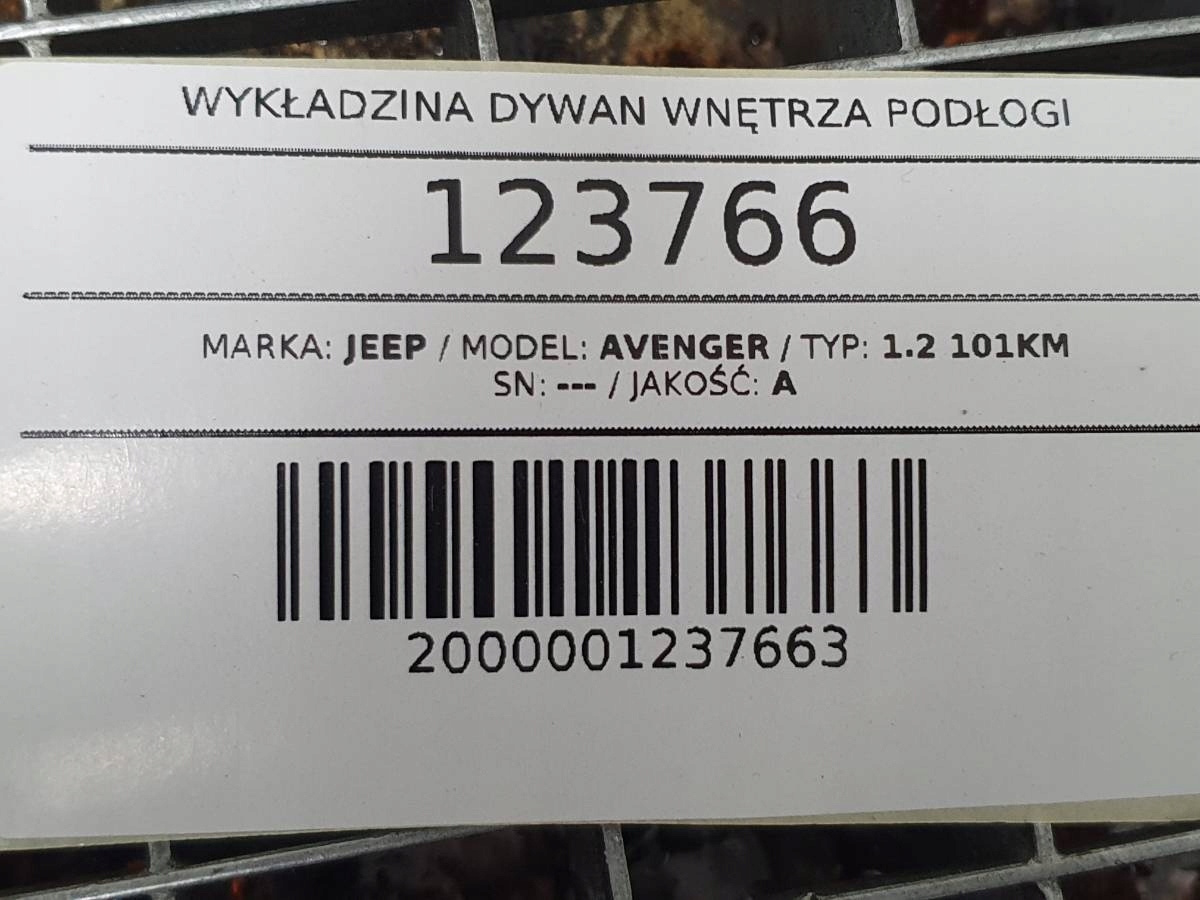 WYKŁADZINA DYWAN WNĘTRZA PODŁOGI
123766
MARKA: JEEP / MODEL: AVENGER / TYP: 1.2 101KM
SN: --- / JAKOŚĆ: A
2000001237663